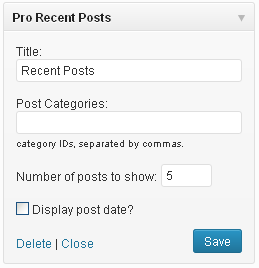 Pro Recent Posts
Title:
Recent Posts
Post Categories:
category IDs, separated by commas.
Number of posts to show: 5
Display post date?
Delete | Close Save